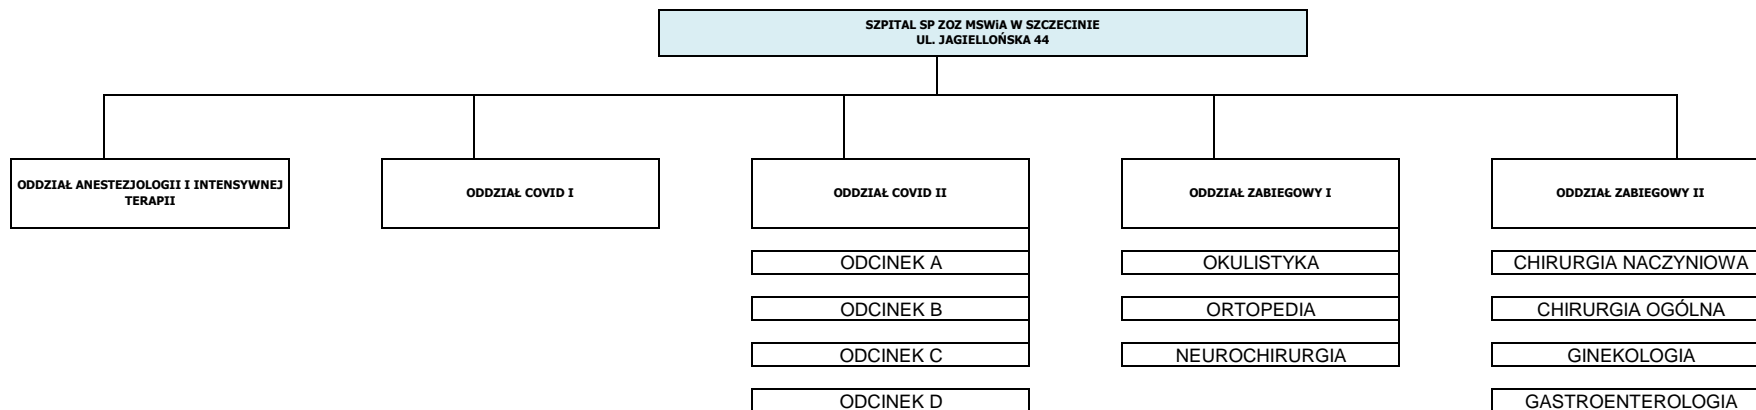 SZPITAL SP ZOZ MSWiA W SZCZECINIE
UL. JAGIELLOŃSKA 44
ODDZIAŁ ANESTEZJOLOGII I INTENSYWNEJ
TERAPII
ODDZIAŁ COVID I
ODDZIAŁ COVID II
ODDZIAŁ ZABIEGOWY I
ODDZIAŁ ZABIEGOWY II
ODCINEK A
OKULISTYKA
CHIRURGIA NACZYNIOWA
ODCINEK B
ORTOPEDIA
CHIRURGIA OGÓLNA
ODCINEK C
NEUROCHIRURGIA
GINEKOLOGIA
ODCINEK D
GASTROENTEROLOGIA